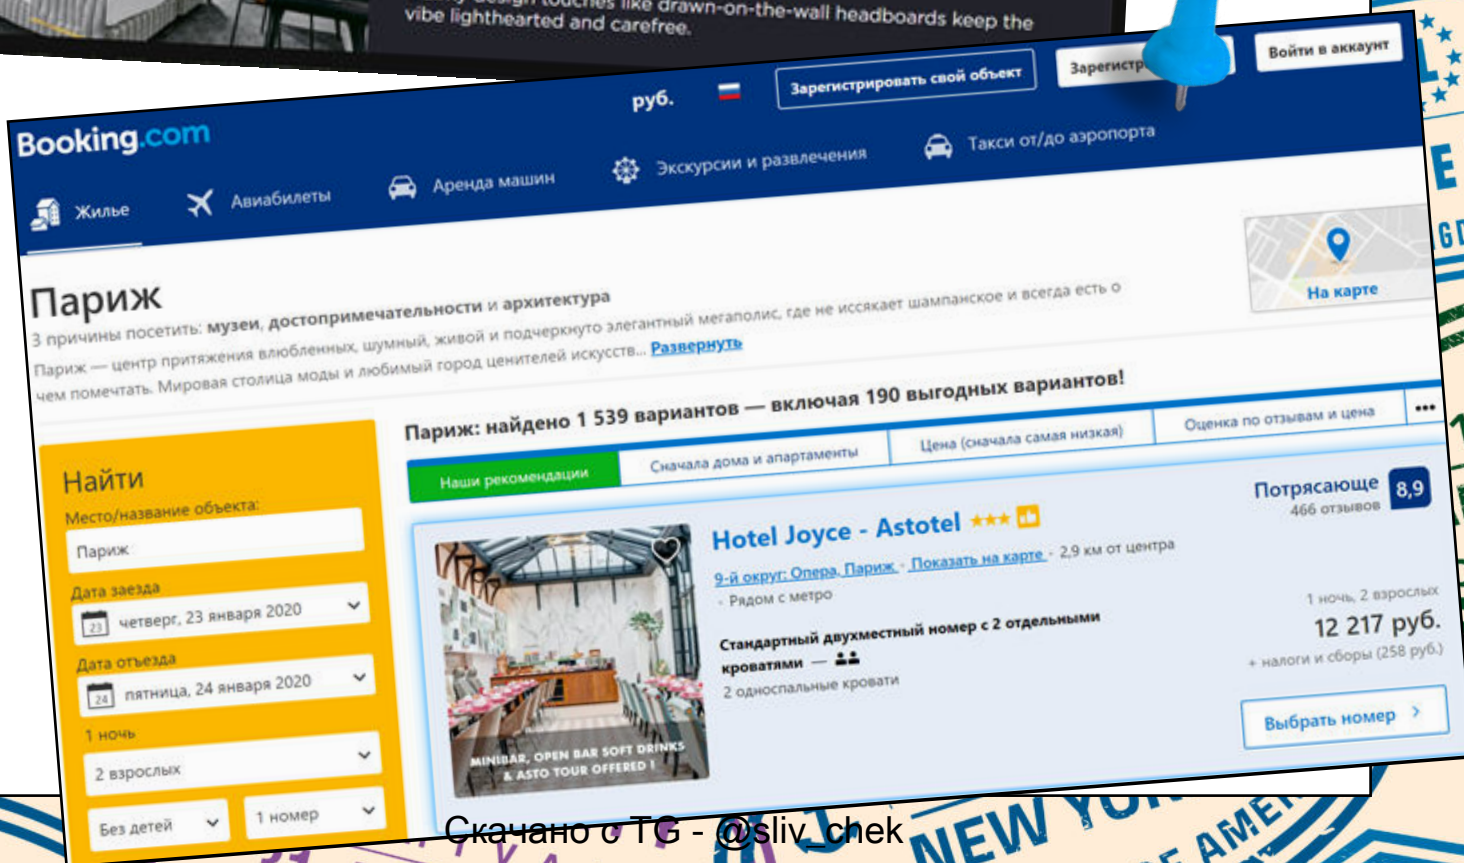 design touches like drawn-on-the-wall headboards keep the
vibe lighthearted and carefree.
руб.
Зарегистрировать свой объект
Войти в аккаунт
Booking.com
Жилье
Авиабилеты
Аренда машин
Экскурсии и развлечения
Такси от/до аэропорта
Париж
3 причины посетить: музеи, достопримечательности и архитектура
Париж — центр притяжения влюбленных, шумный, живой и подчеркнуто элегантный мегаполис, где не иссякает шампанское и всегда есть о
чем помечтать. Мировая столица моды и любимый город ценителей искусств... Развернуть
На карте
Найти
Место/название объекта:
Париж
Дата заезда
23 четверг, 23 января 2020
Дата отъезда
24 пятница, 24 января 2020
1 ночь
2 взрослых
Без детей
1 номер
Париж: найдено 1 539 вариантов — включая 190 выгодных вариантов!
Наши рекомендации
Сначала дома и апартаменты
Цена (сначала самая низкая)
Оценка по отзывам и цена
•••
Hotel Joyce - Astotel
9-й округ: Опера, Париж - Показать на карте - 2,9 км от центра
- Рядом с метро
Стандартный двухместный номер с 2 отдельными
кроватями —
2 односпальные кровати
Потрясающе
466 отзывов
8,9
1 ночь, 2 взрослых
12 217 руб.
+ налоги и сборы (258 руб.)
Выбрать номер
MINIBAR, OPEN BAR SOFT DRINKS
& ASTO TOUR OFFERED !
Скачано с TG - @sliv_chek
NEW